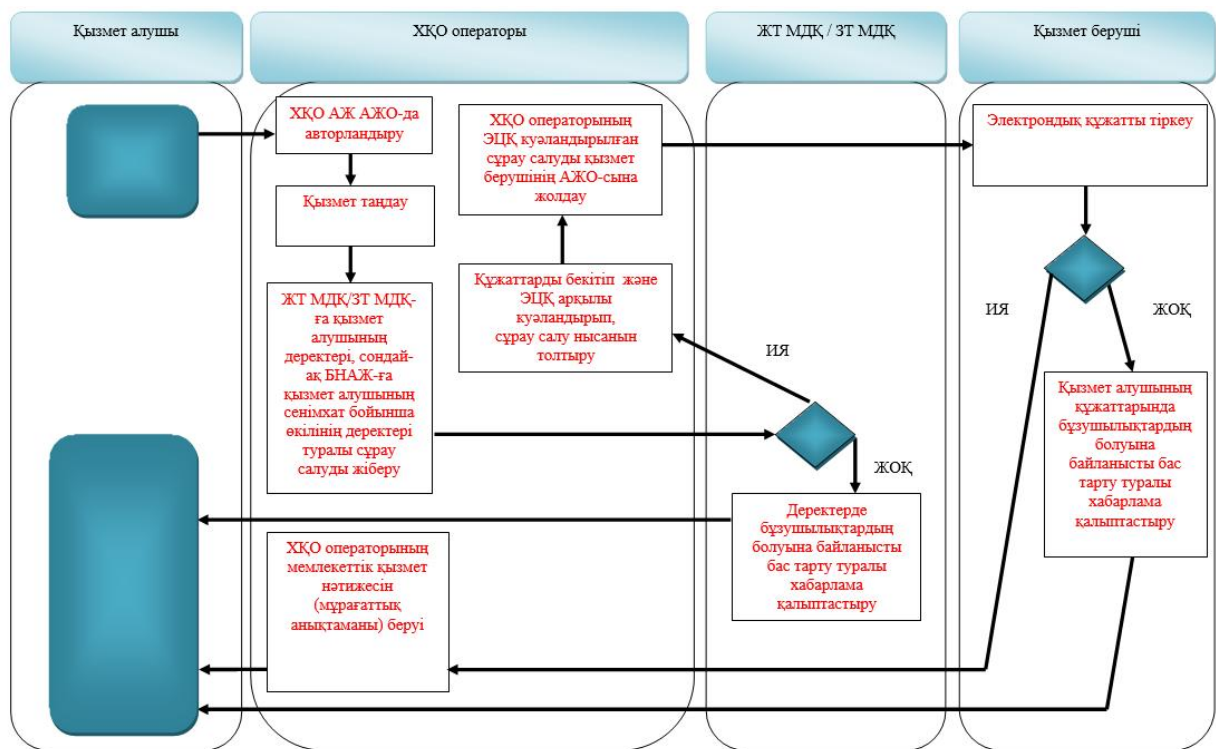 Қызмет алушы
ХҚО операторы
ЖТ МДҚ / ЗТ МДҚ
Қызмет беруші
ХҚО АЖ АЖО-да
авторландыру
Қызмет таңдау
ЖТ МДҚ/ЗТ МДҚ-
ға қызмет
алушының
деректері, сондай-
ақ БНАЖ-ға
қызмет алушының
сенімхат бойынша
өкілінің деректері
туралы сұрау
салуды жіберу
ХҚО операторының
ЭЦҚ куәландырылған
сұрау салуды қызмет
берушінің АЖО-сына
жолдау
Құжаттарды бекітіп және
ЭЦҚ арқылы
куәландырып,
сұрау салу нысанын
толтыру
ИЯ
ЖОҚ
Деректерде
бұзушылықтардың
болуына байланысты
бас тарту туралы
хабарлама
қалыптастыру
Электрондық құжатты тіркеу
ИЯ
ЖОҚ
Қызмет алушының
құжаттарында
бұзушылықтардың
болуына
байланысты бас
тарту туралы
хабарлама
қалыптастыру
ХҚО операторының
мемлекеттік қызмет
нәтижесін
(мұрағаттық
анықтаманы) беруі